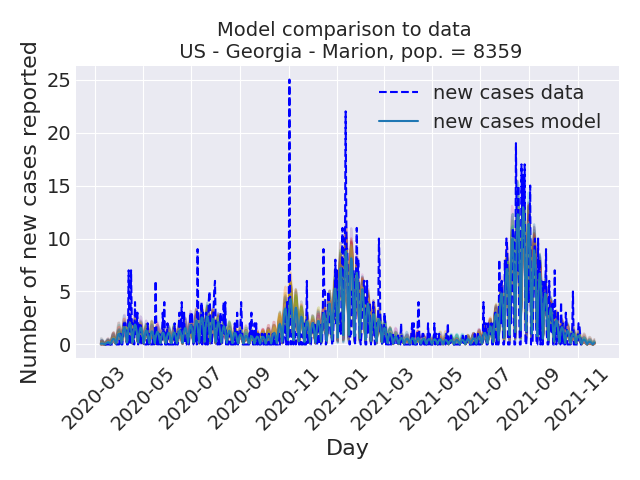 Model comparison to data
US - Georgia - Marion, pop. = 8359
Number of new cases reported
25
20
15
10
5
0
new cases data
new cases model
2020-03
2020-05
2020-07
2020-09
2020-11
2021-01
2021-03
2021-05
2021-07
2021-09
2021-11
Day